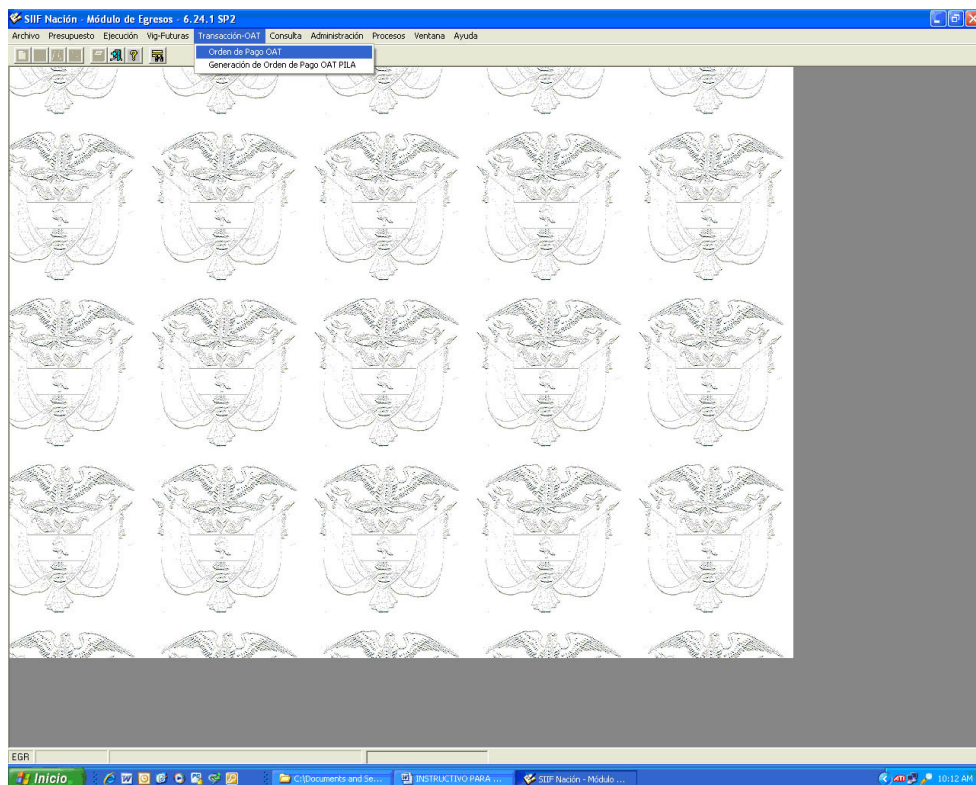 SIIF Nación - Módulo de Egresos - 6.24.1 SP2
Archivo Presupuesto Ejecución Vig-Futuras Transacción-OAT Consulta Administración Procesos Ventana Ayuda
Orden de Pago OAT
Generación de Orden de Pago OAT PILA
EGR
Inicio C:\Documents and Se... INSTRUCTIVO PARA ... SIIF Nación - Módulo ... ATI 10:12 AM